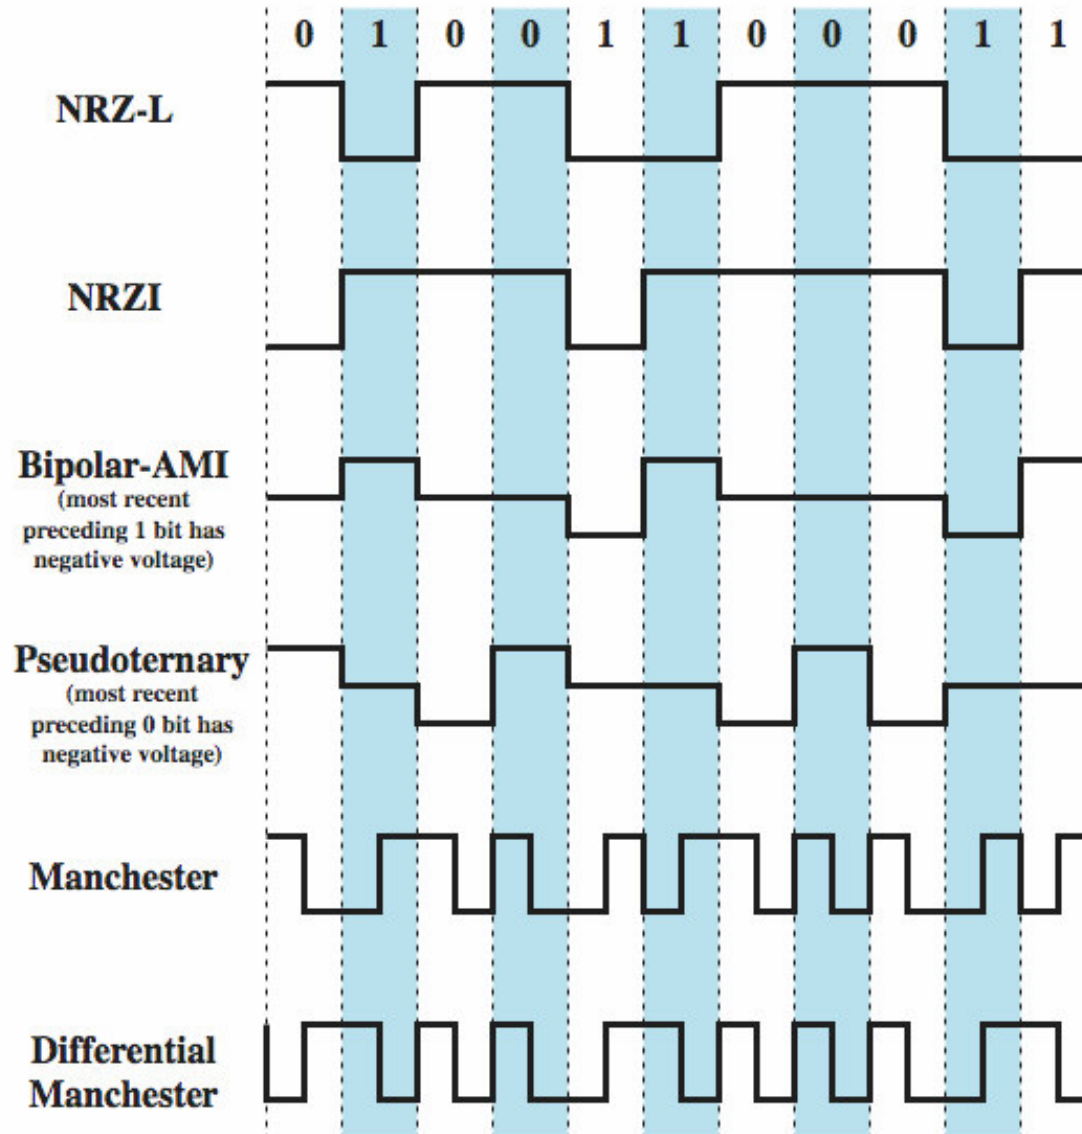 0 1 0 0 1 1 0 0 0 1 1
NRZ-L
NRZI
Bipolar-AMI
(most recent
preceding 1 bit has
negative voltage)
Pseudoternary
(most recent
preceding 0 bit has
negative voltage)
Manchester
Differential
Manchester